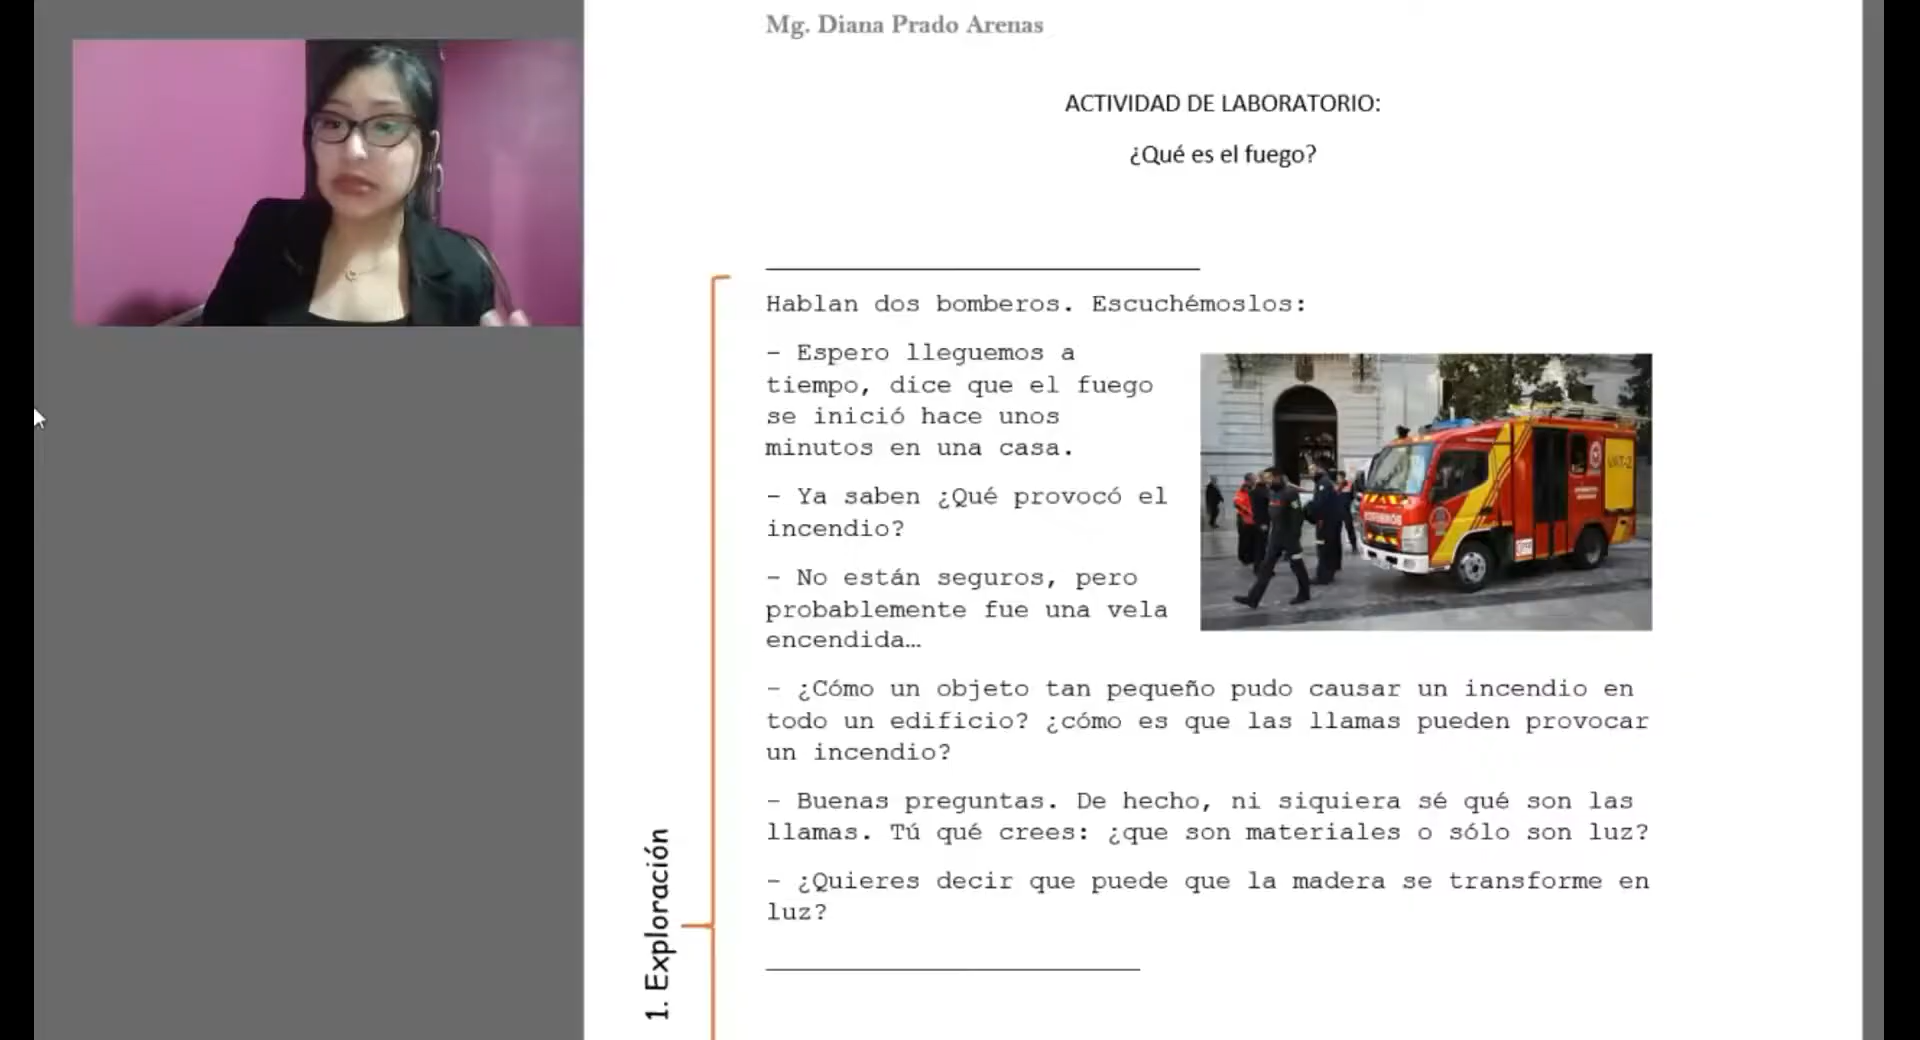 Mg. Diana Prado Arenas
ACTIVIDAD DE LABORATORIO:
¿Qué es el fuego?
Hablan dos bomberos. Escuchémoslos:
– Espero lleguemos a
tiempo, dice que el fuego
se inició hace unos
minutos en una casa.
– Ya saben ¿Qué provocó el
incendio?
– No están seguros, pero
probablemente fue una vela
encendida…
BOMBEROS
– ¿Cómo un objeto tan pequeño pudo causar un incendio en
todo un edificio? ¿cómo es que las llamas pueden provocar
un incendio?
– Buenas preguntas. De hecho, ni siquiera sé qué son las
llamas. Tú qué crees: ¿que son materiales o sólo son luz?
– ¿Quieres decir que puede que la madera se transforme en
luz?
1. Exploración